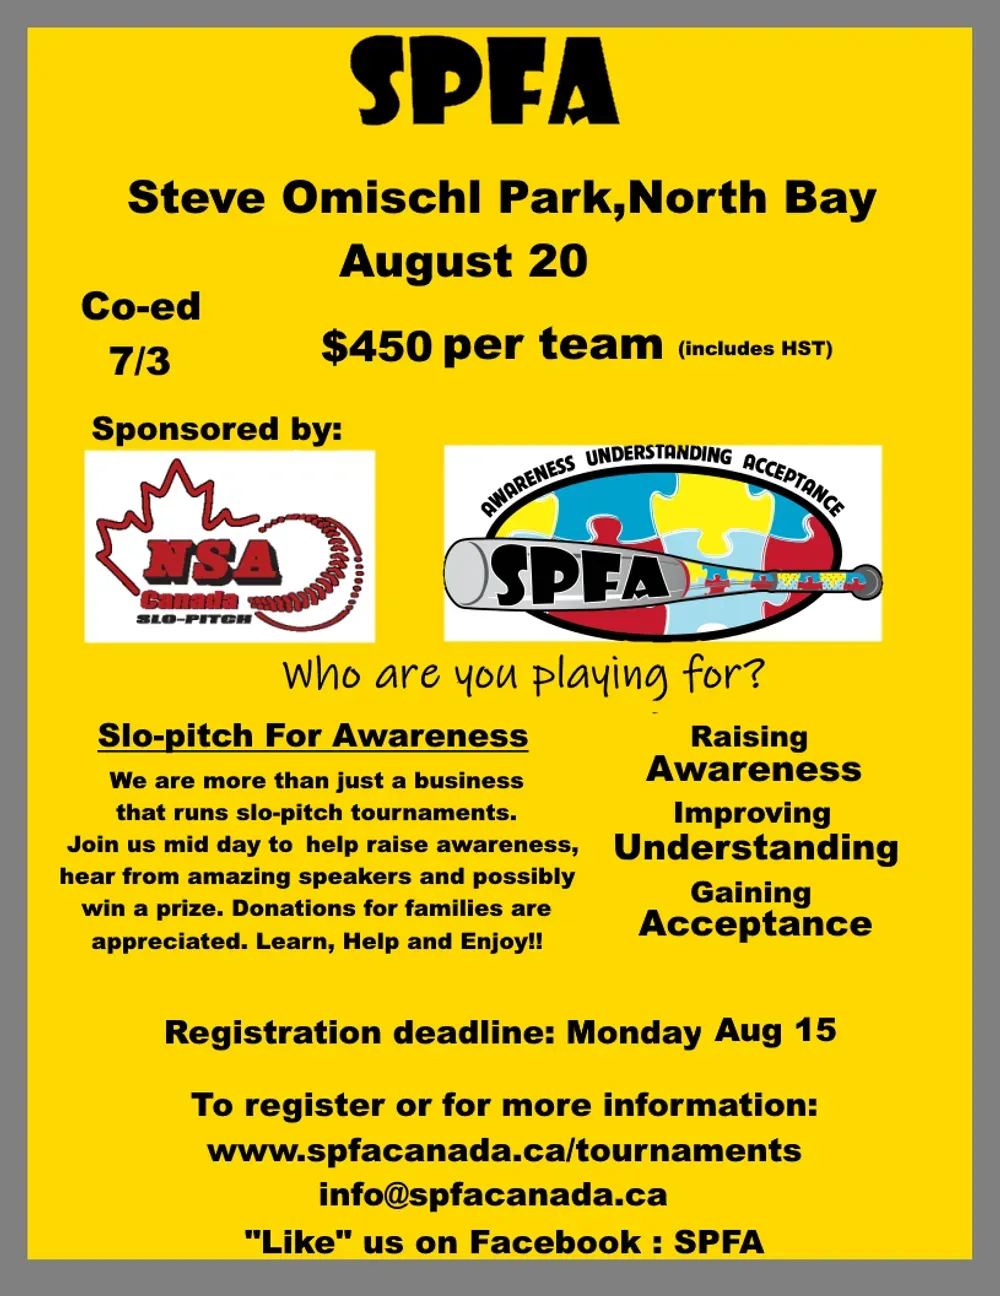 SPFA
Steve Omischl Park,North Bay
August 20
Co-ed
7/3
$450 per team (includes HST)
Sponsored by:
NSA
Canada
SLO-PITCH
AWARENESS UNDERSTANDING ACCEPTANCE
SPFA
Who are you playing for?
Slo-pitch For Awareness
We are more than just a business
that runs slo-pitch tournaments.
Join us mid day to help raise awareness,
hear from amazing speakers and possibly
win a prize. Donations for families are
appreciated. Learn, Help and Enjoy!!
Raising
Awareness
Improving
Understanding
Gaining
Acceptance
Registration deadline: Monday Aug 15
To register or for more information:
www.spfacanada.ca/tournaments
info@spfacanada.ca
"Like" us on Facebook : SPFA